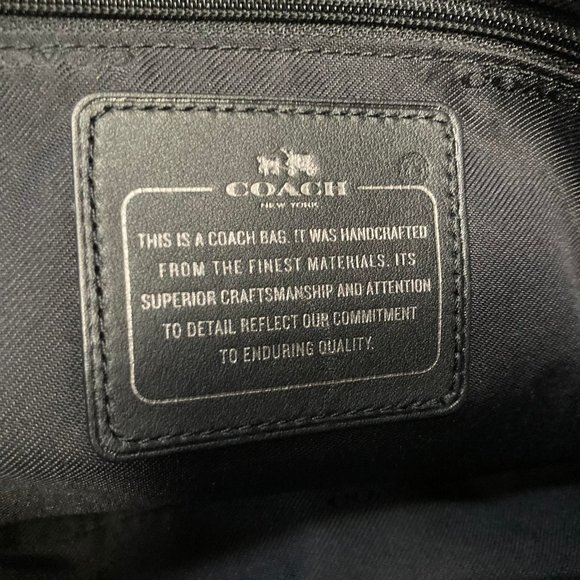 COACH
COACH
NEW YORK
THIS IS A COACH BAG. IT WAS HANDCRAFTED
FROM THE FINEST MATERIALS. ITS
SUPERIOR CRAFTSMANSHIP AND ATTENTION
TO DETAIL REFLECT OUR COMMITMENT
TO ENDURING QUALITY.